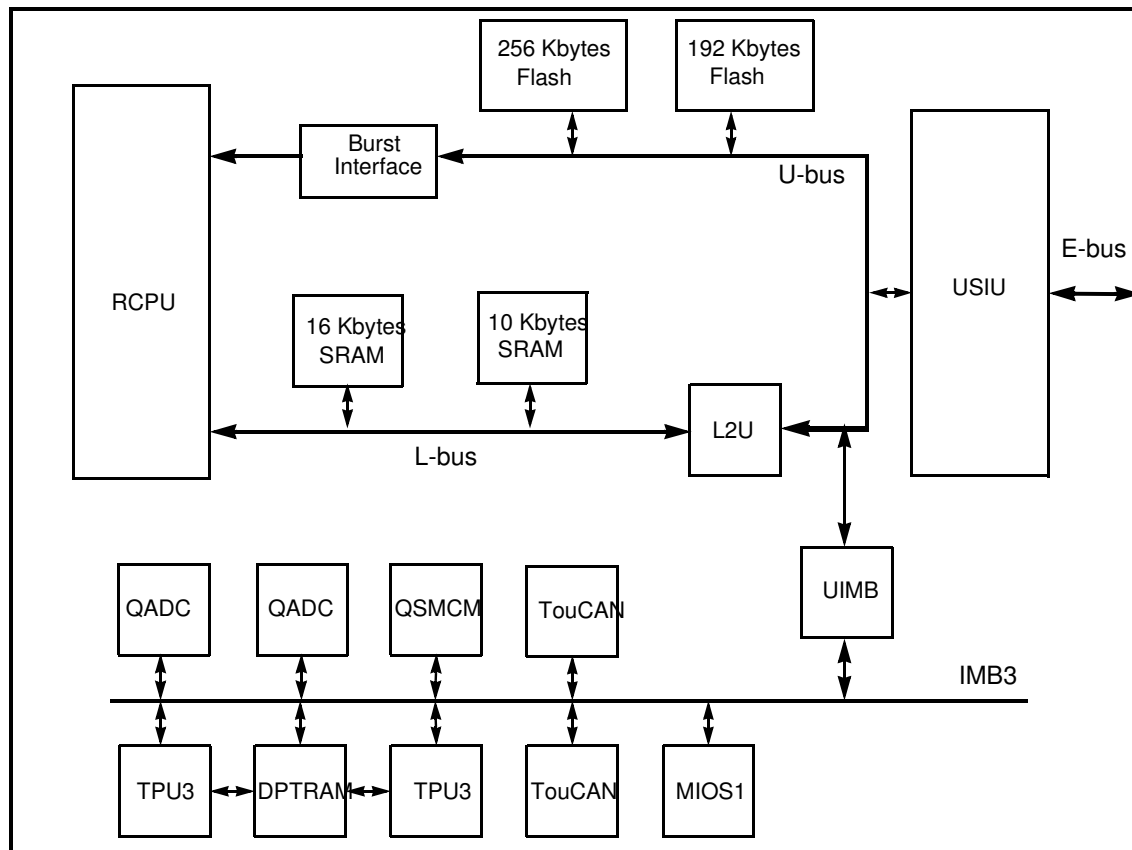 256 Kbytes
Flash
192 Kbytes
Flash
Burst
Interface
U-bus
E-bus
RCPU
USIU
16 Kbytes
SRAM
10 Kbytes
SRAM
L2U
L-bus
QADC
QADC
QSMCM
TouCAN
UIMB
IMB3
TPU3
DPTRAM
TPU3
TouCAN
MIOS1